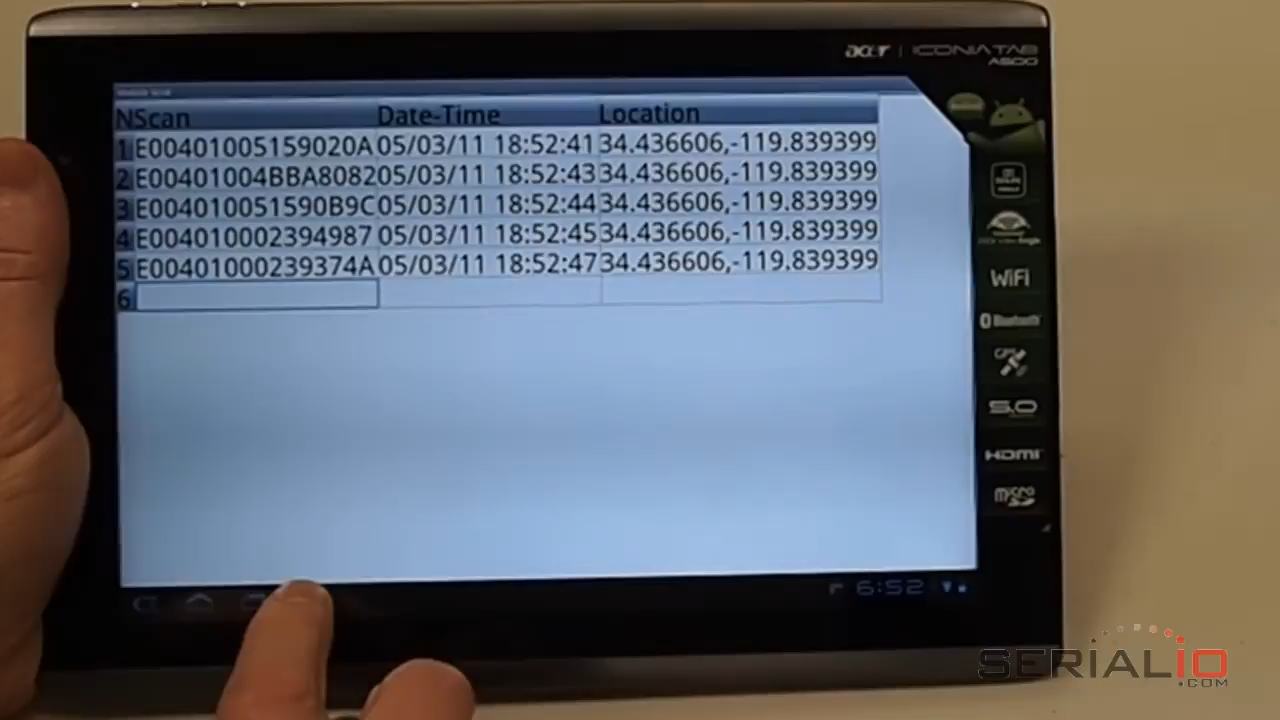 acer | ICONIA TAB
A500
NScan Date-Time Location
1 E00401005159020A 05/03/11 18:52:41 34.436606,-119.839399
2 E00401004BBA8082 05/03/11 18:52:43 34.436606,-119.839399
3 E004010051590B9C 05/03/11 18:52:44 34.436606,-119.839399
4 E004010002394987 05/03/11 18:52:45 34.436606,-119.839399
5 E00401000239374A 05/03/11 18:52:47 34.436606,-119.839399
6
WiFi
Bluetooth
GPS
5.0
HDMI
micro
6:52
SERIALIO
.COM